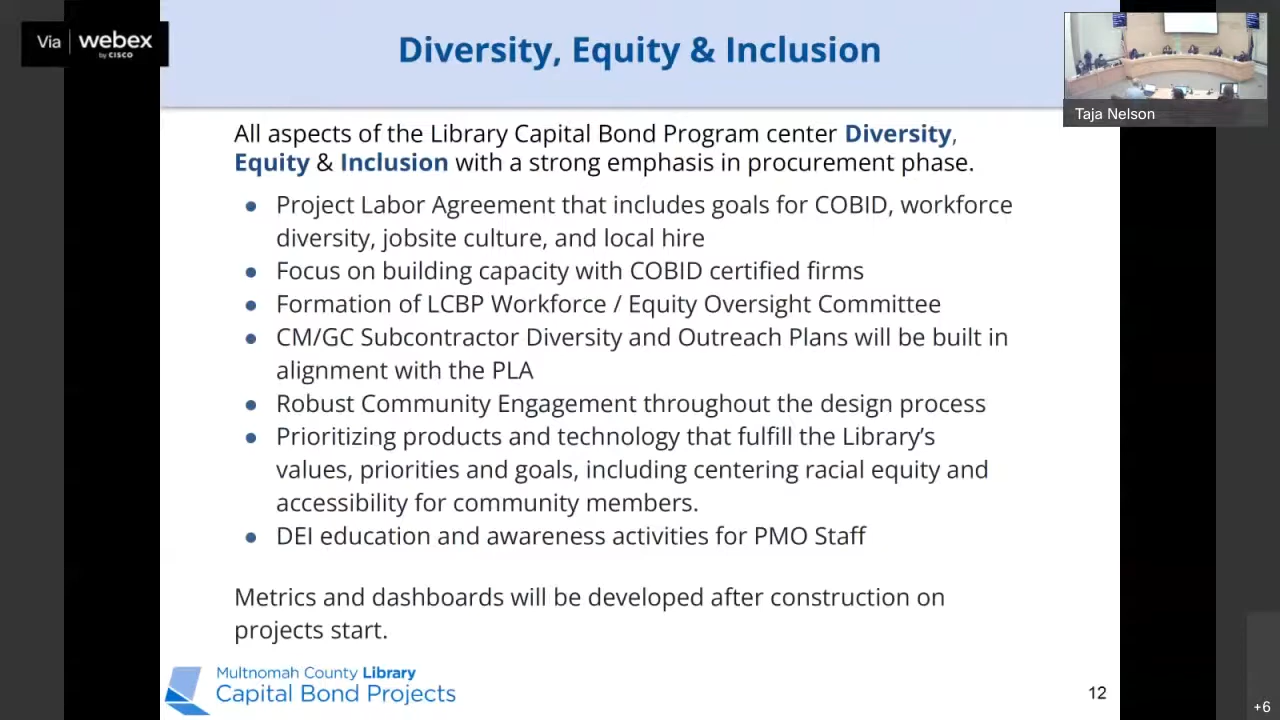 Via webex
by CISCO
Diversity, Equity & Inclusion
Taja Nelson
All aspects of the Library Capital Bond Program center Diversity,
Equity & Inclusion with a strong emphasis in procurement phase.
● Project Labor Agreement that includes goals for COBID, workforce
diversity, jobsite culture, and local hire
● Focus on building capacity with COBID certified firms
● Formation of LCBP Workforce / Equity Oversight Committee
● CM/GC Subcontractor Diversity and Outreach Plans will be built in
alignment with the PLA
● Robust Community Engagement throughout the design process
● Prioritizing products and technology that fulfill the Library’s
values, priorities and goals, including centering racial equity and
accessibility for community members.
● DEI education and awareness activities for PMO Staff
Metrics and dashboards will be developed after construction on
projects start.
Multnomah County Library
Capital Bond Projects
12
+6